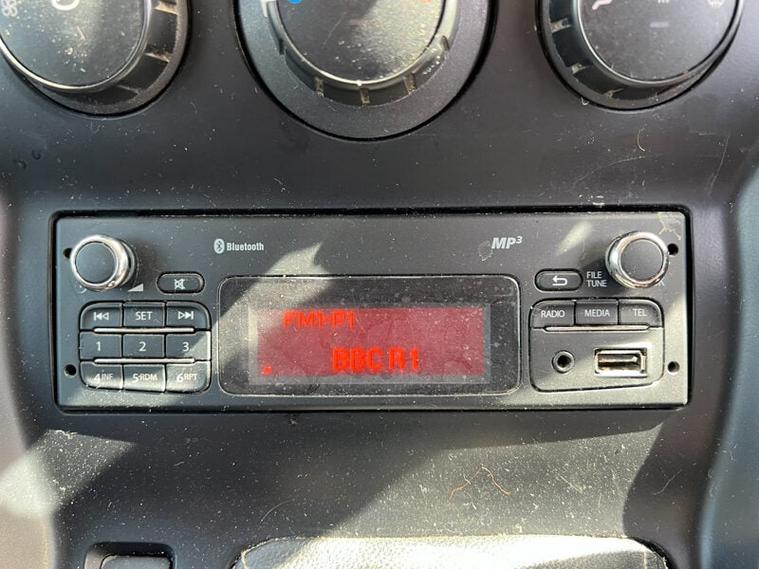 Bluetooth
MP3
FILE
TUNE
SET
RADIO MEDIA TEL
1 2 3
4INF 5RDM 6RPT
FM1-P1
BBC R1